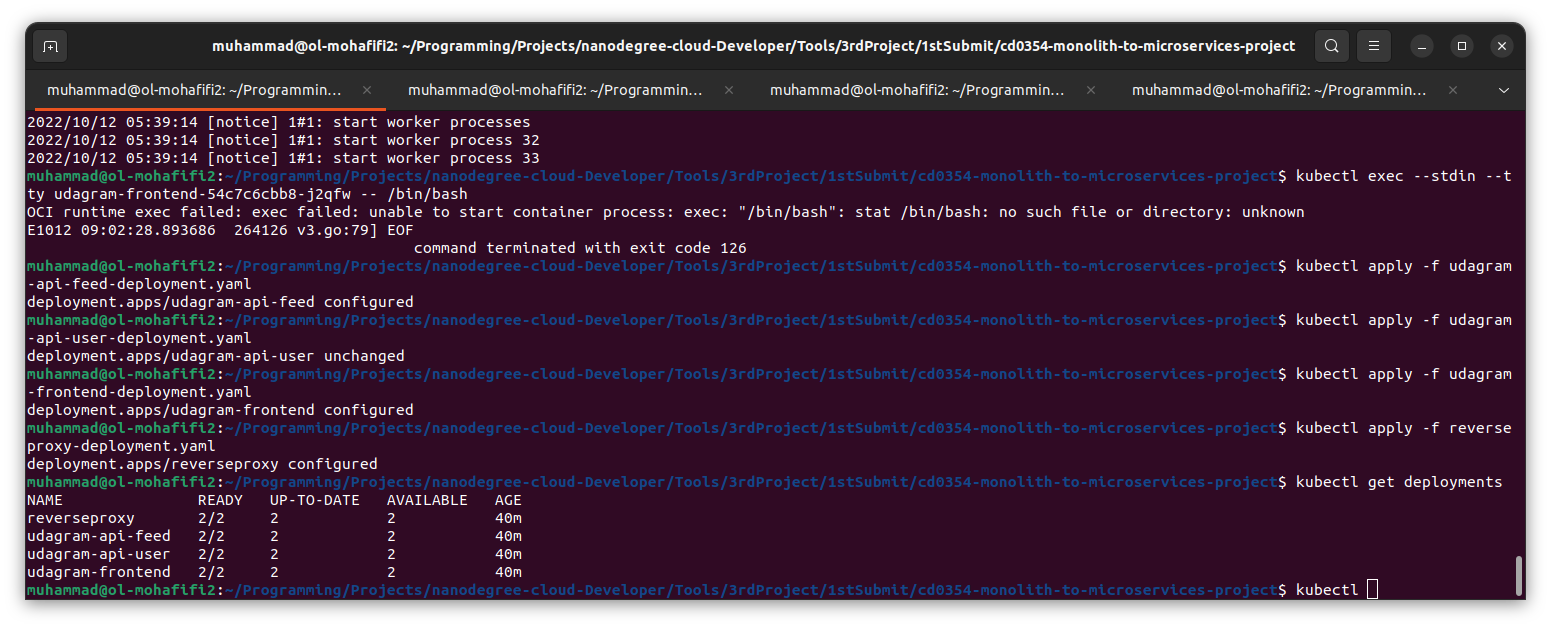 muhammad@ol-mohafifi2: ~/Programming/Projects/nanodegree-cloud-Developer/Tools/3rdProject/1stSubmit/cd0354-monolith-to-microservices-project
muhammad@ol-mohafifi2: ~/Programmin… muhammad@ol-mohafifi2: ~/Programmin… muhammad@ol-mohafifi2: ~/Programmin… muhammad@ol-mohafifi2: ~/Programmin…
2022/10/12 05:39:14 [notice] 1#1: start worker processes
2022/10/12 05:39:14 [notice] 1#1: start worker process 32
2022/10/12 05:39:14 [notice] 1#1: start worker process 33
muhammad@ol-mohafifi2:~/Programming/Projects/nanodegree-cloud-Developer/Tools/3rdProject/1stSubmit/cd0354-monolith-to-microservices-project$ kubectl exec --stdin --t
ty udagram-frontend-54c7c6cbb8-j2qfw -- /bin/bash
OCI runtime exec failed: exec failed: unable to start container process: exec: "/bin/bash": stat /bin/bash: no such file or directory: unknown
E1012 09:02:28.893686  264126 v3.go:79] EOF
command terminated with exit code 126
muhammad@ol-mohafifi2:~/Programming/Projects/nanodegree-cloud-Developer/Tools/3rdProject/1stSubmit/cd0354-monolith-to-microservices-project$ kubectl apply -f udagram
-api-feed-deployment.yaml
deployment.apps/udagram-api-feed configured
muhammad@ol-mohafifi2:~/Programming/Projects/nanodegree-cloud-Developer/Tools/3rdProject/1stSubmit/cd0354-monolith-to-microservices-project$ kubectl apply -f udagram
-api-user-deployment.yaml
deployment.apps/udagram-api-user unchanged
muhammad@ol-mohafifi2:~/Programming/Projects/nanodegree-cloud-Developer/Tools/3rdProject/1stSubmit/cd0354-monolith-to-microservices-project$ kubectl apply -f udagram
-frontend-deployment.yaml
deployment.apps/udagram-frontend configured
muhammad@ol-mohafifi2:~/Programming/Projects/nanodegree-cloud-Developer/Tools/3rdProject/1stSubmit/cd0354-monolith-to-microservices-project$ kubectl apply -f reverse
proxy-deployment.yaml
deployment.apps/reverseproxy configured
muhammad@ol-mohafifi2:~/Programming/Projects/nanodegree-cloud-Developer/Tools/3rdProject/1stSubmit/cd0354-monolith-to-microservices-project$ kubectl get deployments
NAME               READY   UP-TO-DATE   AVAILABLE   AGE
reverseproxy       2/2     2            2           40m
udagram-api-feed   2/2     2            2           40m
udagram-api-user   2/2     2            2           40m
udagram-frontend   2/2     2            2           40m
muhammad@ol-mohafifi2:~/Programming/Projects/nanodegree-cloud-Developer/Tools/3rdProject/1stSubmit/cd0354-monolith-to-microservices-project$ kubectl